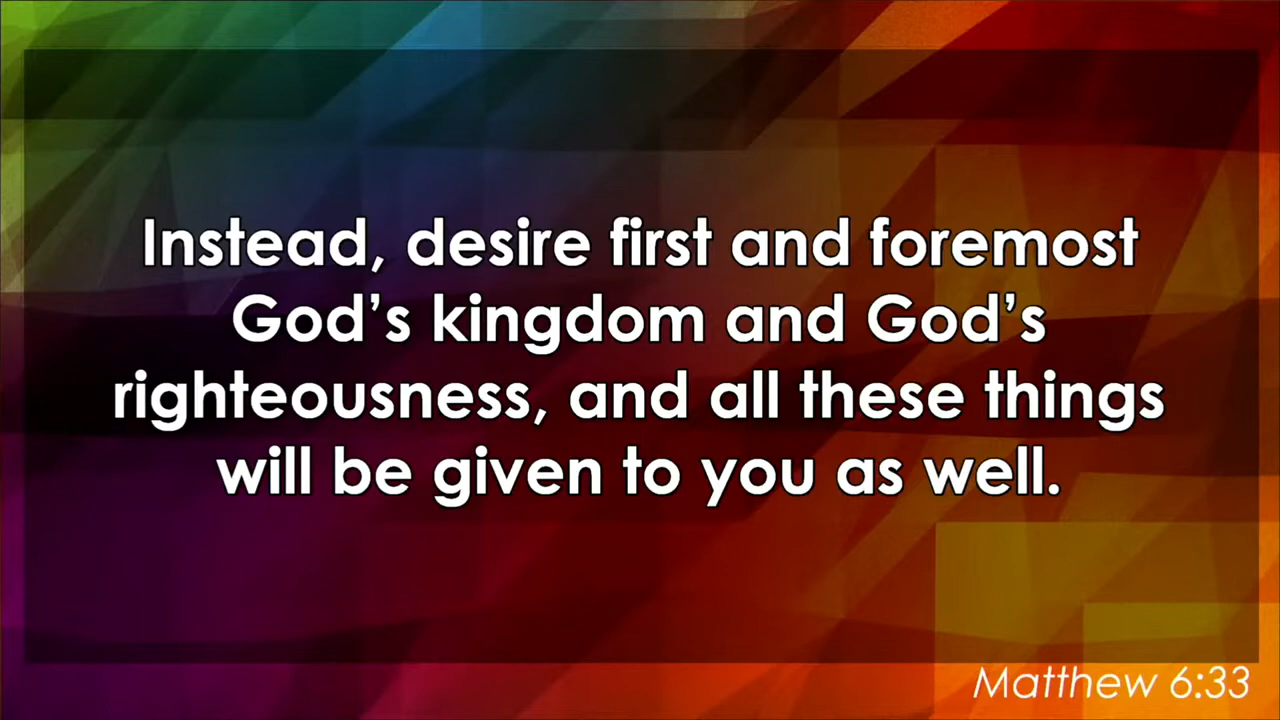 Instead, desire first and foremost
God’s kingdom and God’s
righteousness, and all these things
will be given to you as well.
Matthew 6:33